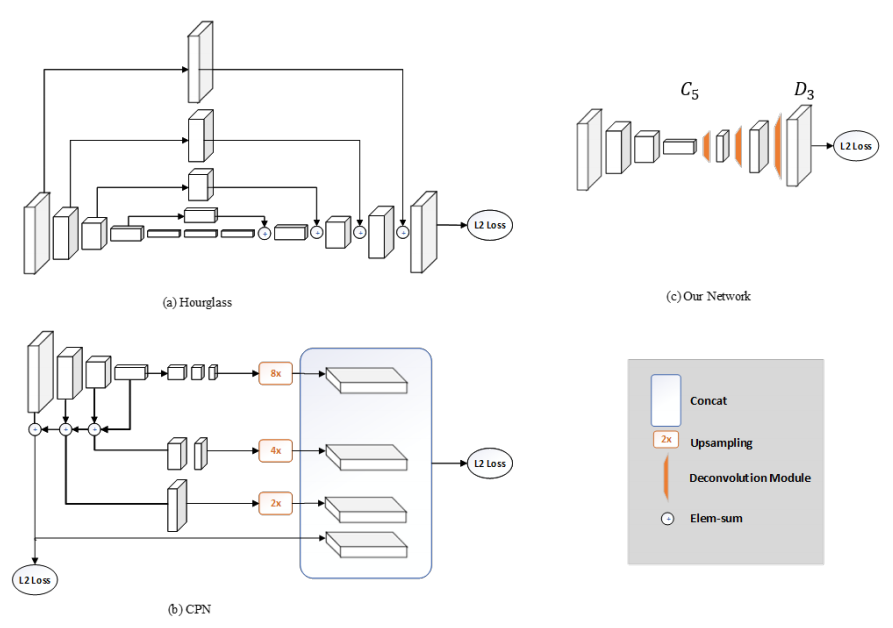 L2 Loss
(a) Hourglass
C5
D3
L2 Loss
(c) Our Network
8x
4x
2x
L2 Loss
L2 Loss
(b) CPN
Concat
2x
Upsampling
Deconvolution Module
Elem-sum